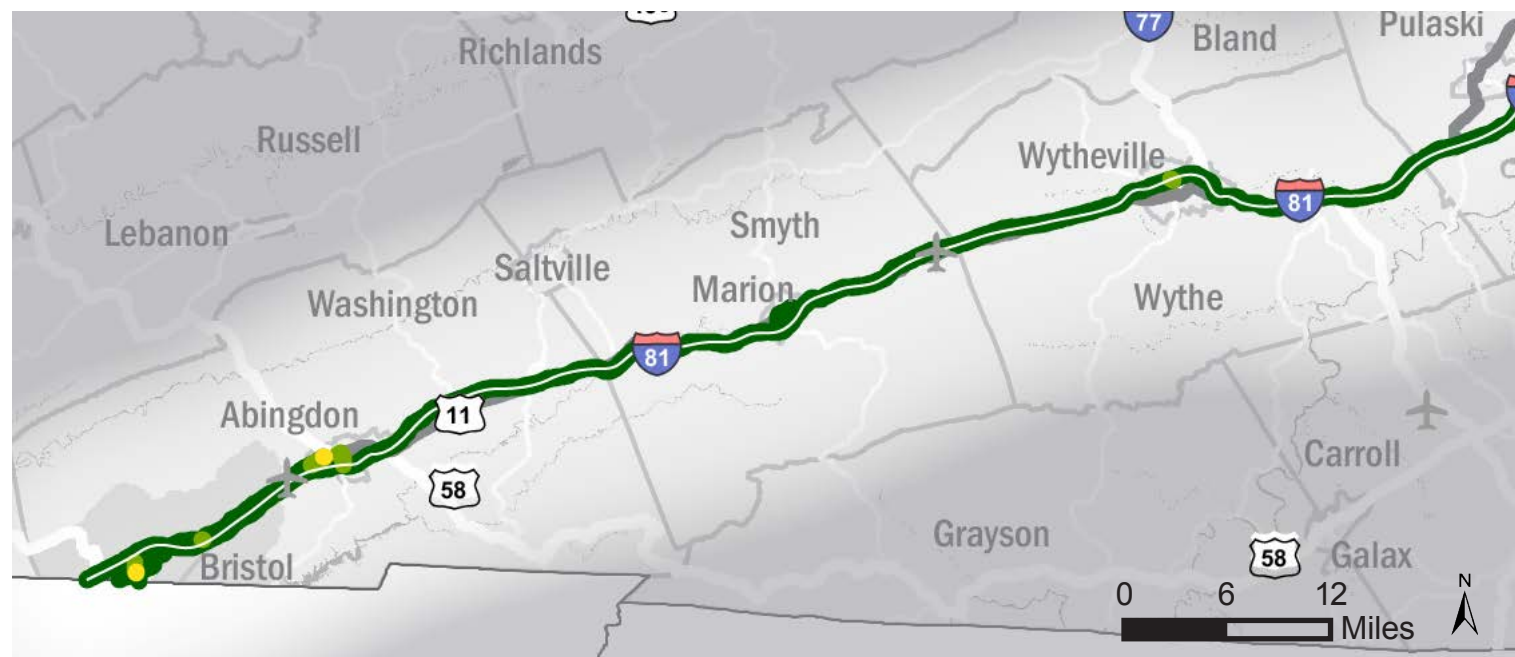 77
Bland
Pulaski
Richlands
Russell
Wytheville
81
Lebanon
Smyth
Saltville
Washington
Marion
Wythe
81
Abingdon
11
58
Carroll
Grayson
Bristol
58
Galax
0 6 12
Miles
N